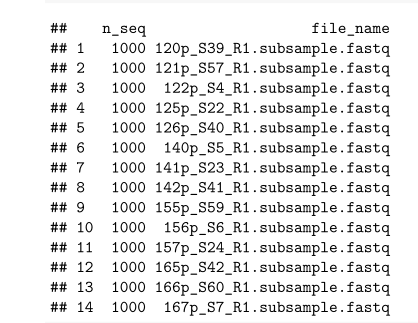 ##    n_seq                     file_name
## 1   1000 120p_S39_R1.subsample.fastq
## 2   1000 121p_S57_R1.subsample.fastq
## 3   1000  122p_S4_R1.subsample.fastq
## 4   1000 125p_S22_R1.subsample.fastq
## 5   1000 126p_S40_R1.subsample.fastq
## 6   1000  140p_S5_R1.subsample.fastq
## 7   1000 141p_S23_R1.subsample.fastq
## 8   1000 142p_S41_R1.subsample.fastq
## 9   1000 155p_S59_R1.subsample.fastq
## 10  1000  156p_S6_R1.subsample.fastq
## 11  1000 157p_S24_R1.subsample.fastq
## 12  1000 165p_S42_R1.subsample.fastq
## 13  1000 166p_S60_R1.subsample.fastq
## 14  1000  167p_S7_R1.subsample.fastq